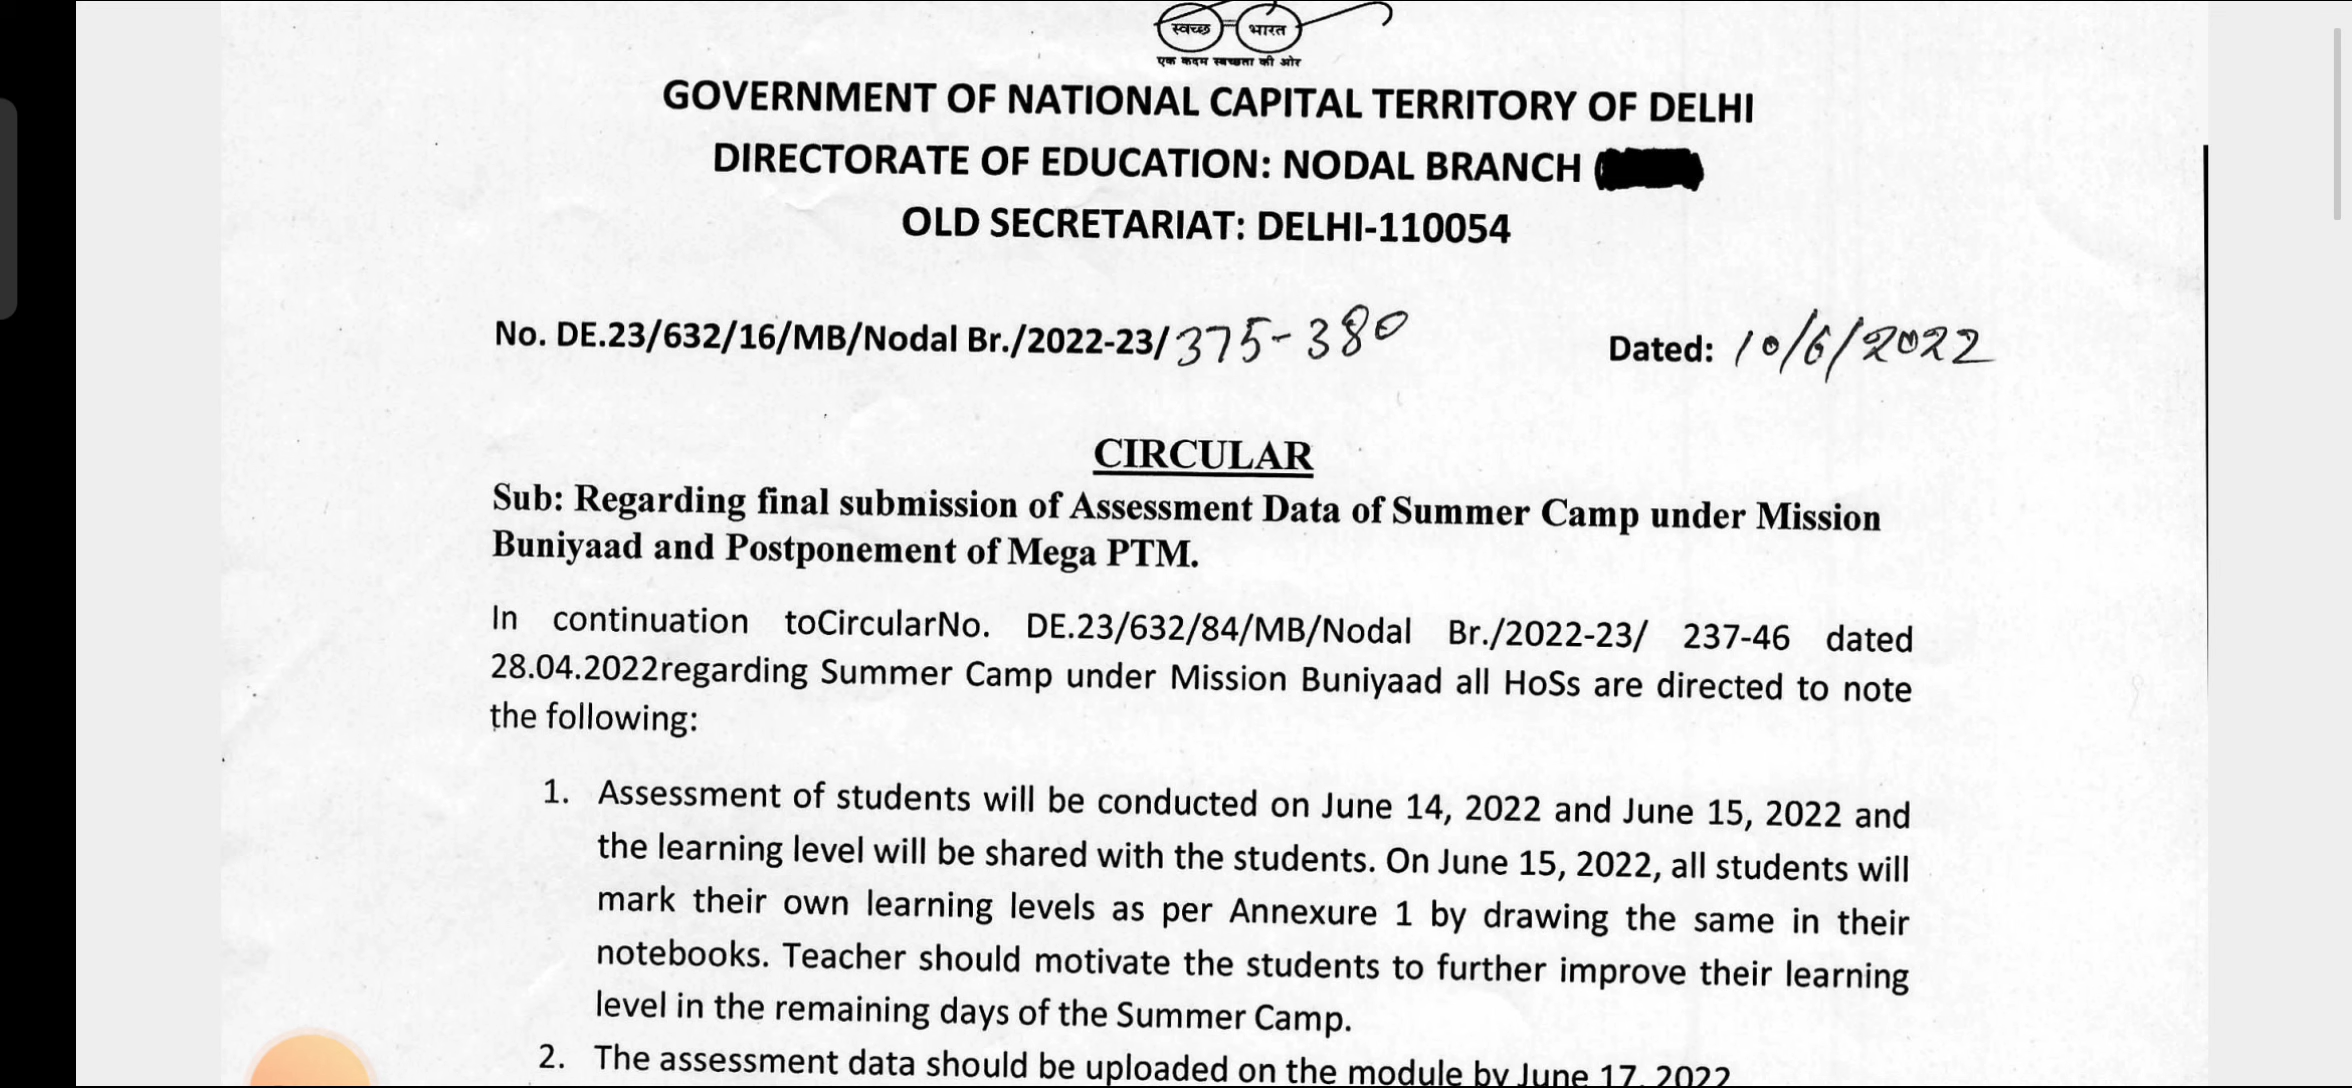 स्वच्छ भारत
एक कदम स्वच्छता की ओर
GOVERNMENT OF NATIONAL CAPITAL TERRITORY OF DELHI
DIRECTORATE OF EDUCATION: NODAL BRANCH
OLD SECRETARIAT: DELHI-110054
No. DE.23/632/16/MB/Nodal Br./2022-23/375-380 Dated: 10/6/2022
CIRCULAR
Sub: Regarding final submission of Assessment Data of Summer Camp under Mission
Buniyaad and Postponement of Mega PTM.
In continuation toCircularNo. DE.23/632/84/MB/Nodal Br./2022-23/ 237-46 dated
28.04.2022regarding Summer Camp under Mission Buniyaad all HoSs are directed to note
the following:
1. Assessment of students will be conducted on June 14, 2022 and June 15, 2022 and
the learning level will be shared with the students. On June 15, 2022, all students will
mark their own learning levels as per Annexure 1 by drawing the same in their
notebooks. Teacher should motivate the students to further improve their learning
level in the remaining days of the Summer Camp.
2. The assessment data should be uploaded on the module by June 17, 2022